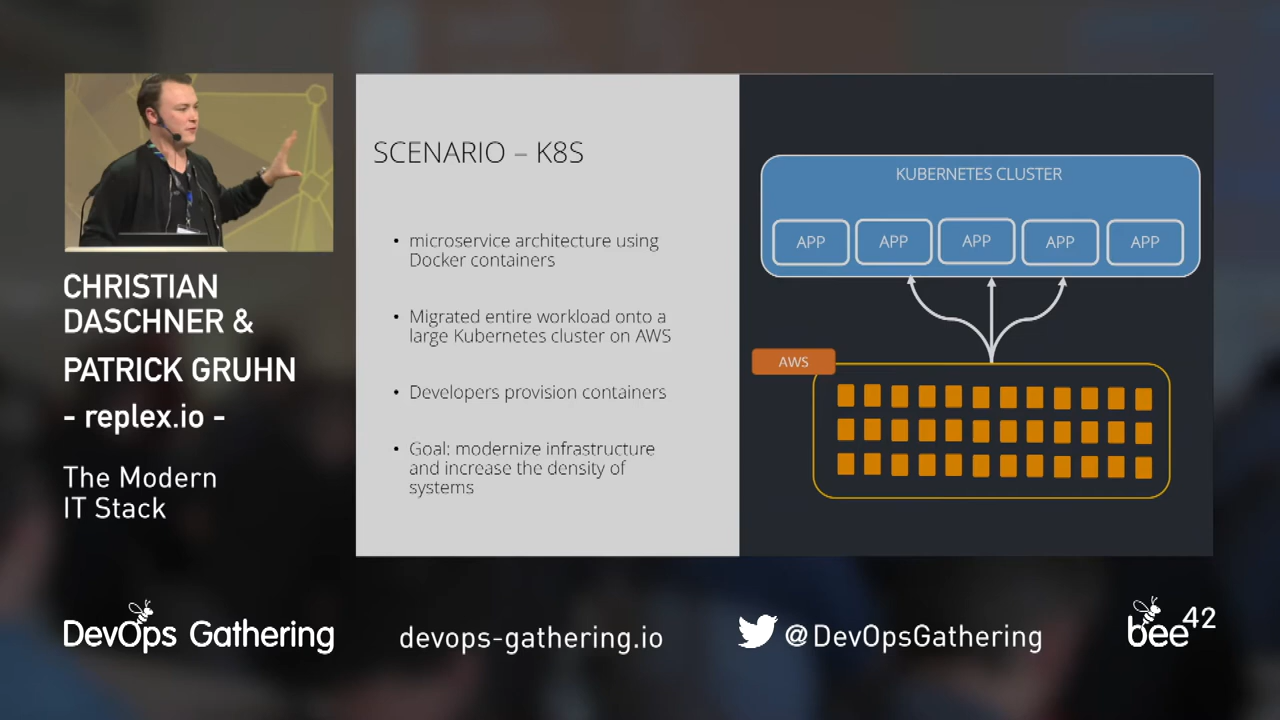 CHRISTIAN
DASCHNER &
PATRICK GRUHN
- replex.io -
The Modern
IT Stack
SCENARIO – K8S
• microservice architecture using
Docker containers
• Migrated entire workload onto a
large Kubernetes cluster on AWS
• Developers provision containers
• Goal: modernize infrastructure
and increase the density of
systems
KUBERNETES CLUSTER
APP APP APP APP APP
AWS
DevOps Gathering
devops-gathering.io
@DevOpsGathering
bee42